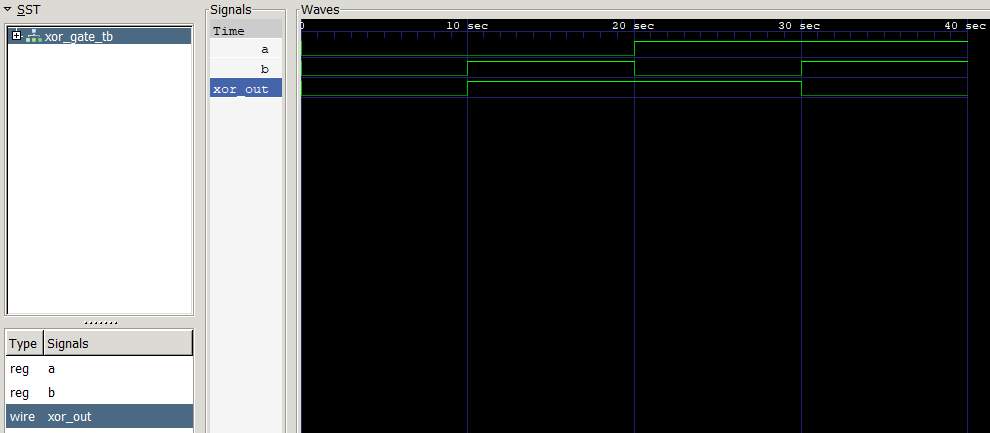 SST
xor_gate_tb
Type Signals
reg a
reg b
wire xor_out
Signals
Time
a
b
xor_out
Waves
0 10 sec 20 sec 30 sec 40 sec